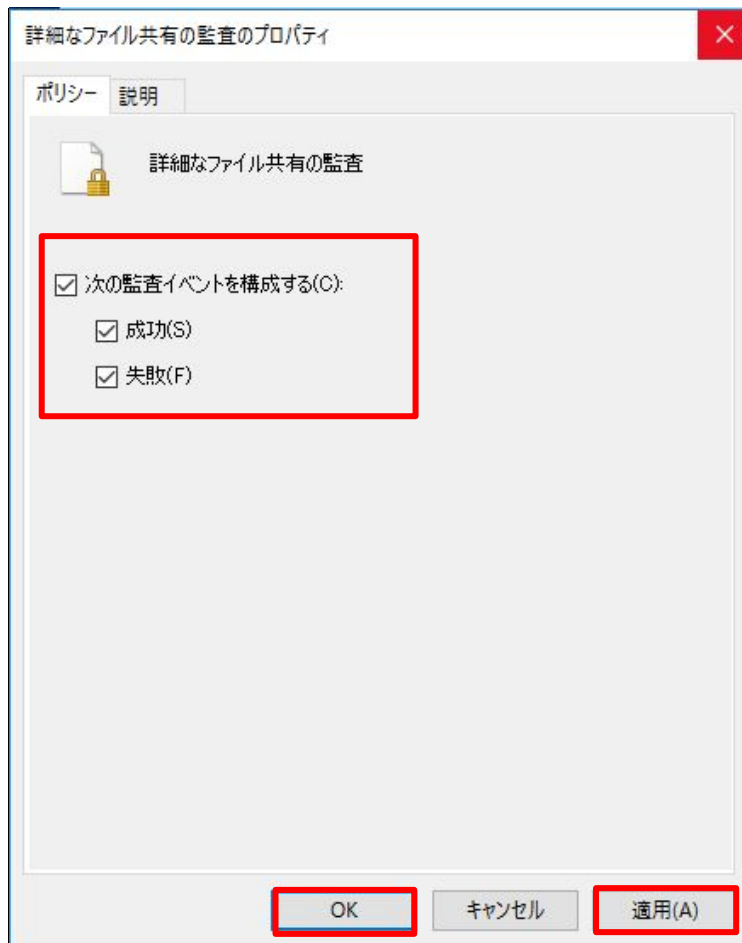 詳細なファイル共有の監査のプロパティ
ポリシー 説明
詳細なファイル共有の監査
次の監査イベントを構成する(C):
成功(S)
失敗(F)
OK キャンセル 適用(A)